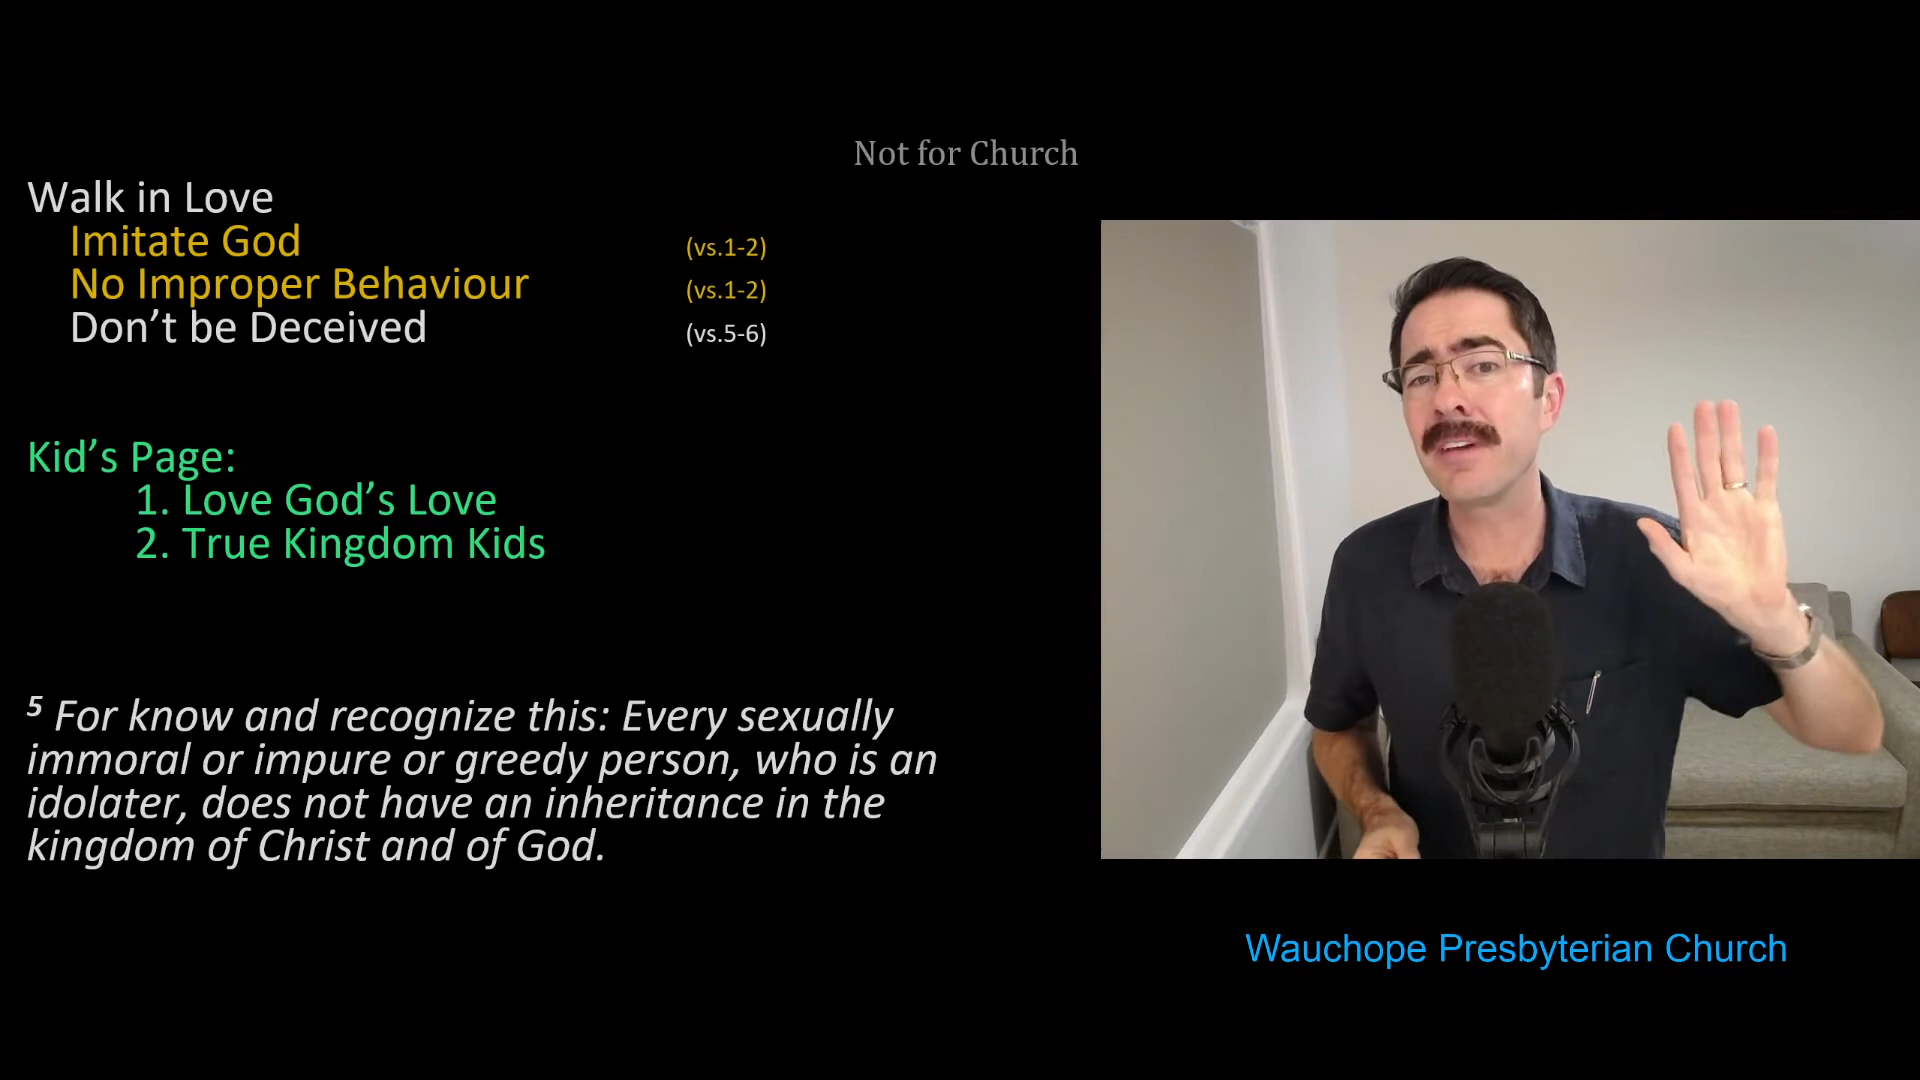 Not for Church
Walk in Love
Imitate God (vs.1-2)
No Improper Behaviour (vs.1-2)
Don’t be Deceived (vs.5-6)
Kid’s Page:
1. Love God’s Love
2. True Kingdom Kids
5 For know and recognize this: Every sexually
immoral or impure or greedy person, who is an
idolater, does not have an inheritance in the
kingdom of Christ and of God.
Wauchope Presbyterian Church